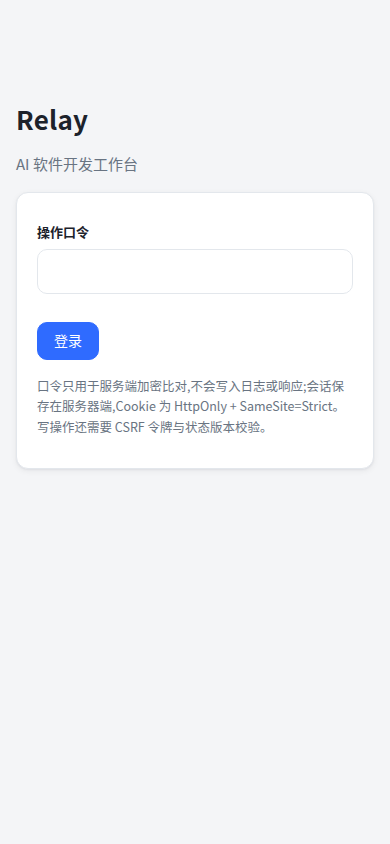 Relay
AI 软件开发工作台
操作口令
登录
口令只用于服务端加密比对,不会写入日志或响应;会话保
存在服务器端,Cookie 为 HttpOnly + SameSite=Strict。
写操作还需要 CSRF 令牌与状态版本校验。